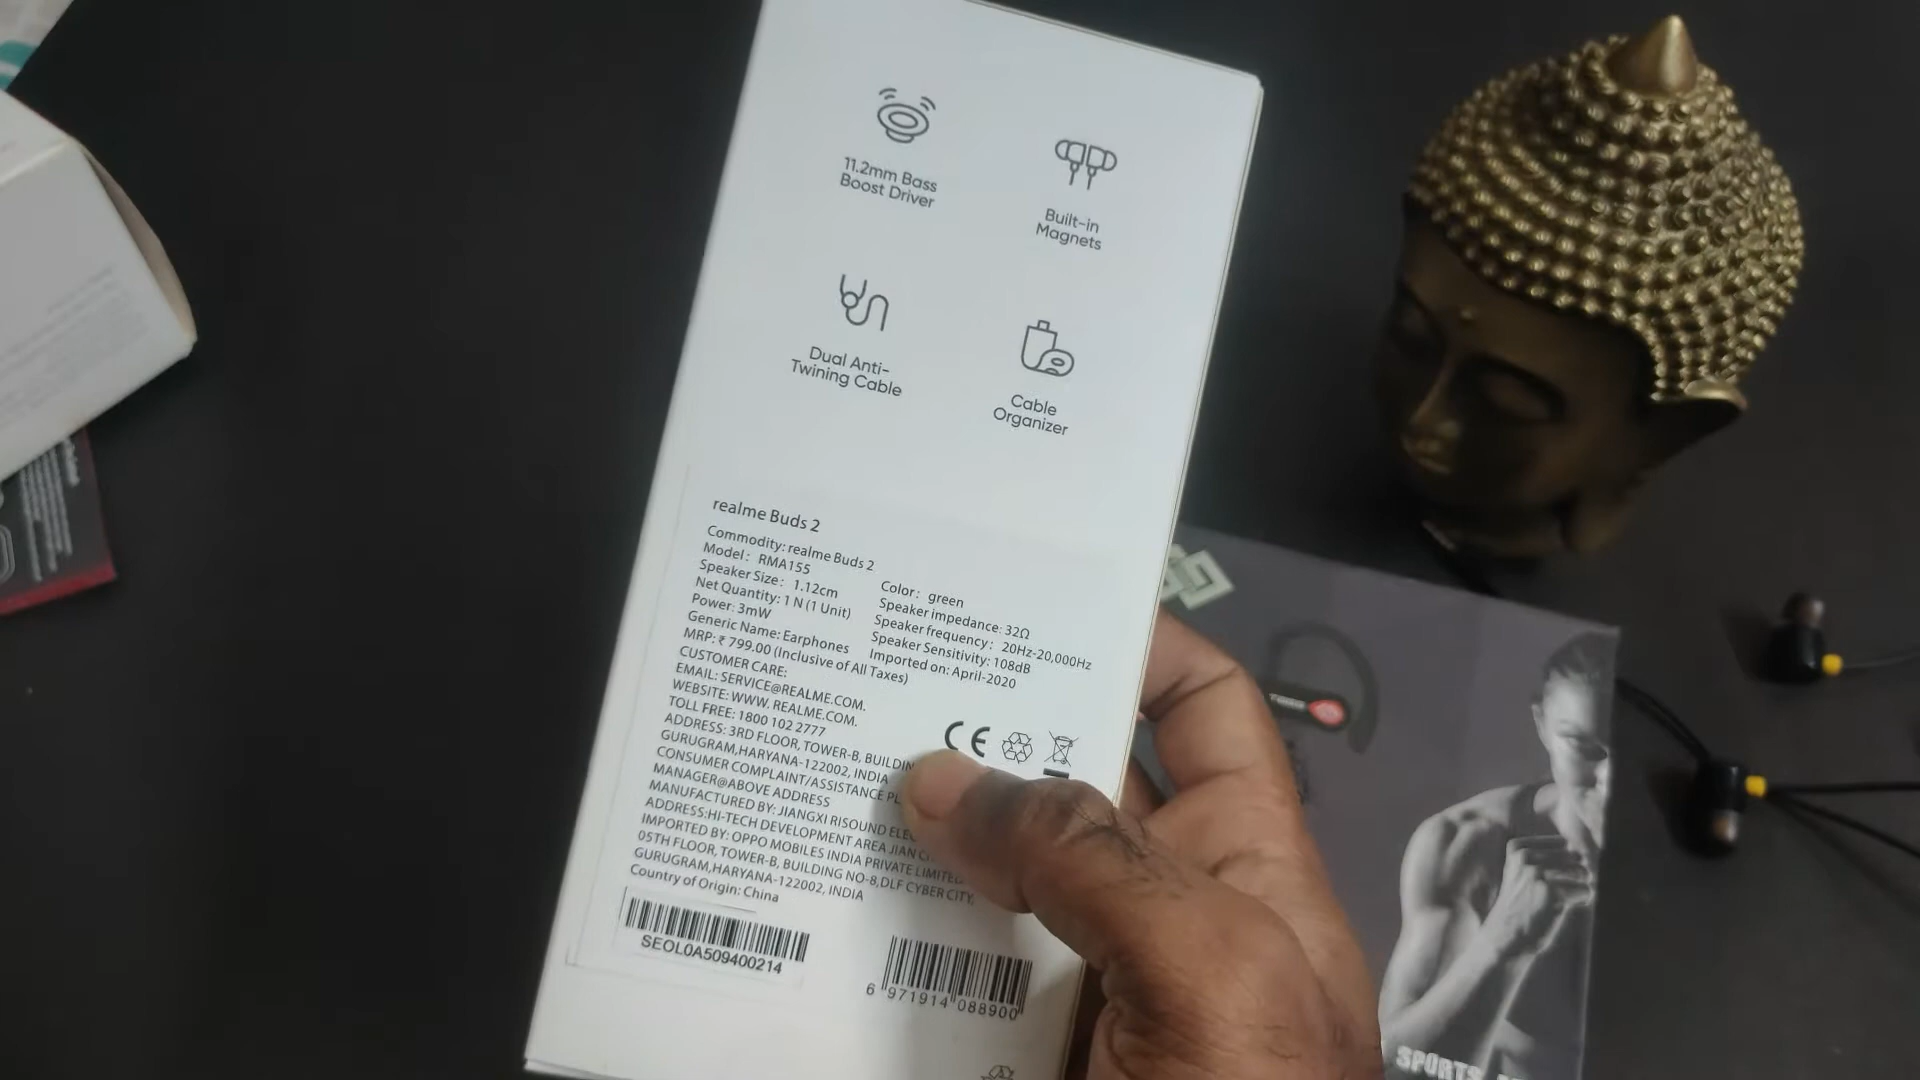 11.2mm Bass
Boost Driver
Built-in
Magnets
Dual Anti-
Twining Cable
Cable
Organizer
realme Buds 2
Commodity: realme Buds 2
Model: RMA155
Speaker Size: 1.12cm
Net Quantity: 1 N (1 Unit)
Power: 3mW
Generic Name: Earphones
MRP: ₹ 799.00 (Inclusive of All Taxes)
Color: green
Speaker impedance: 32Ω
Speaker frequency: 20Hz-20,000Hz
Speaker Sensitivity: 108dB
Imported on: April-2020
CUSTOMER CARE:
EMAIL: SERVICE@REALME.COM.
WEBSITE: WWW. REALME.COM.
TOLL FREE: 1800 102 2777
ADDRESS: 3RD FLOOR, TOWER-B,
GURUGRAM,HARYANA-122002, INDIA
CONSUMER COMPLAINT/ASSISTANCE
MANAGER@ABOVE ADDRESS
MANUFACTURED BY: JIANGXI RISOUND
ADDRESS:HI-TECH DEVELOPMENT AREA JIAN
IMPORTED BY: OPPO MOBILES INDIA PRIVATE LIMITED
05TH FLOOR, TOWER-B, BUILDING NO-8,DLF CYBER CITY,
GURUGRAM,HARYANA-122002, INDIA
Country of Origin: China
CE
SEOL0A509400214
6 971914 088900
SPORTS